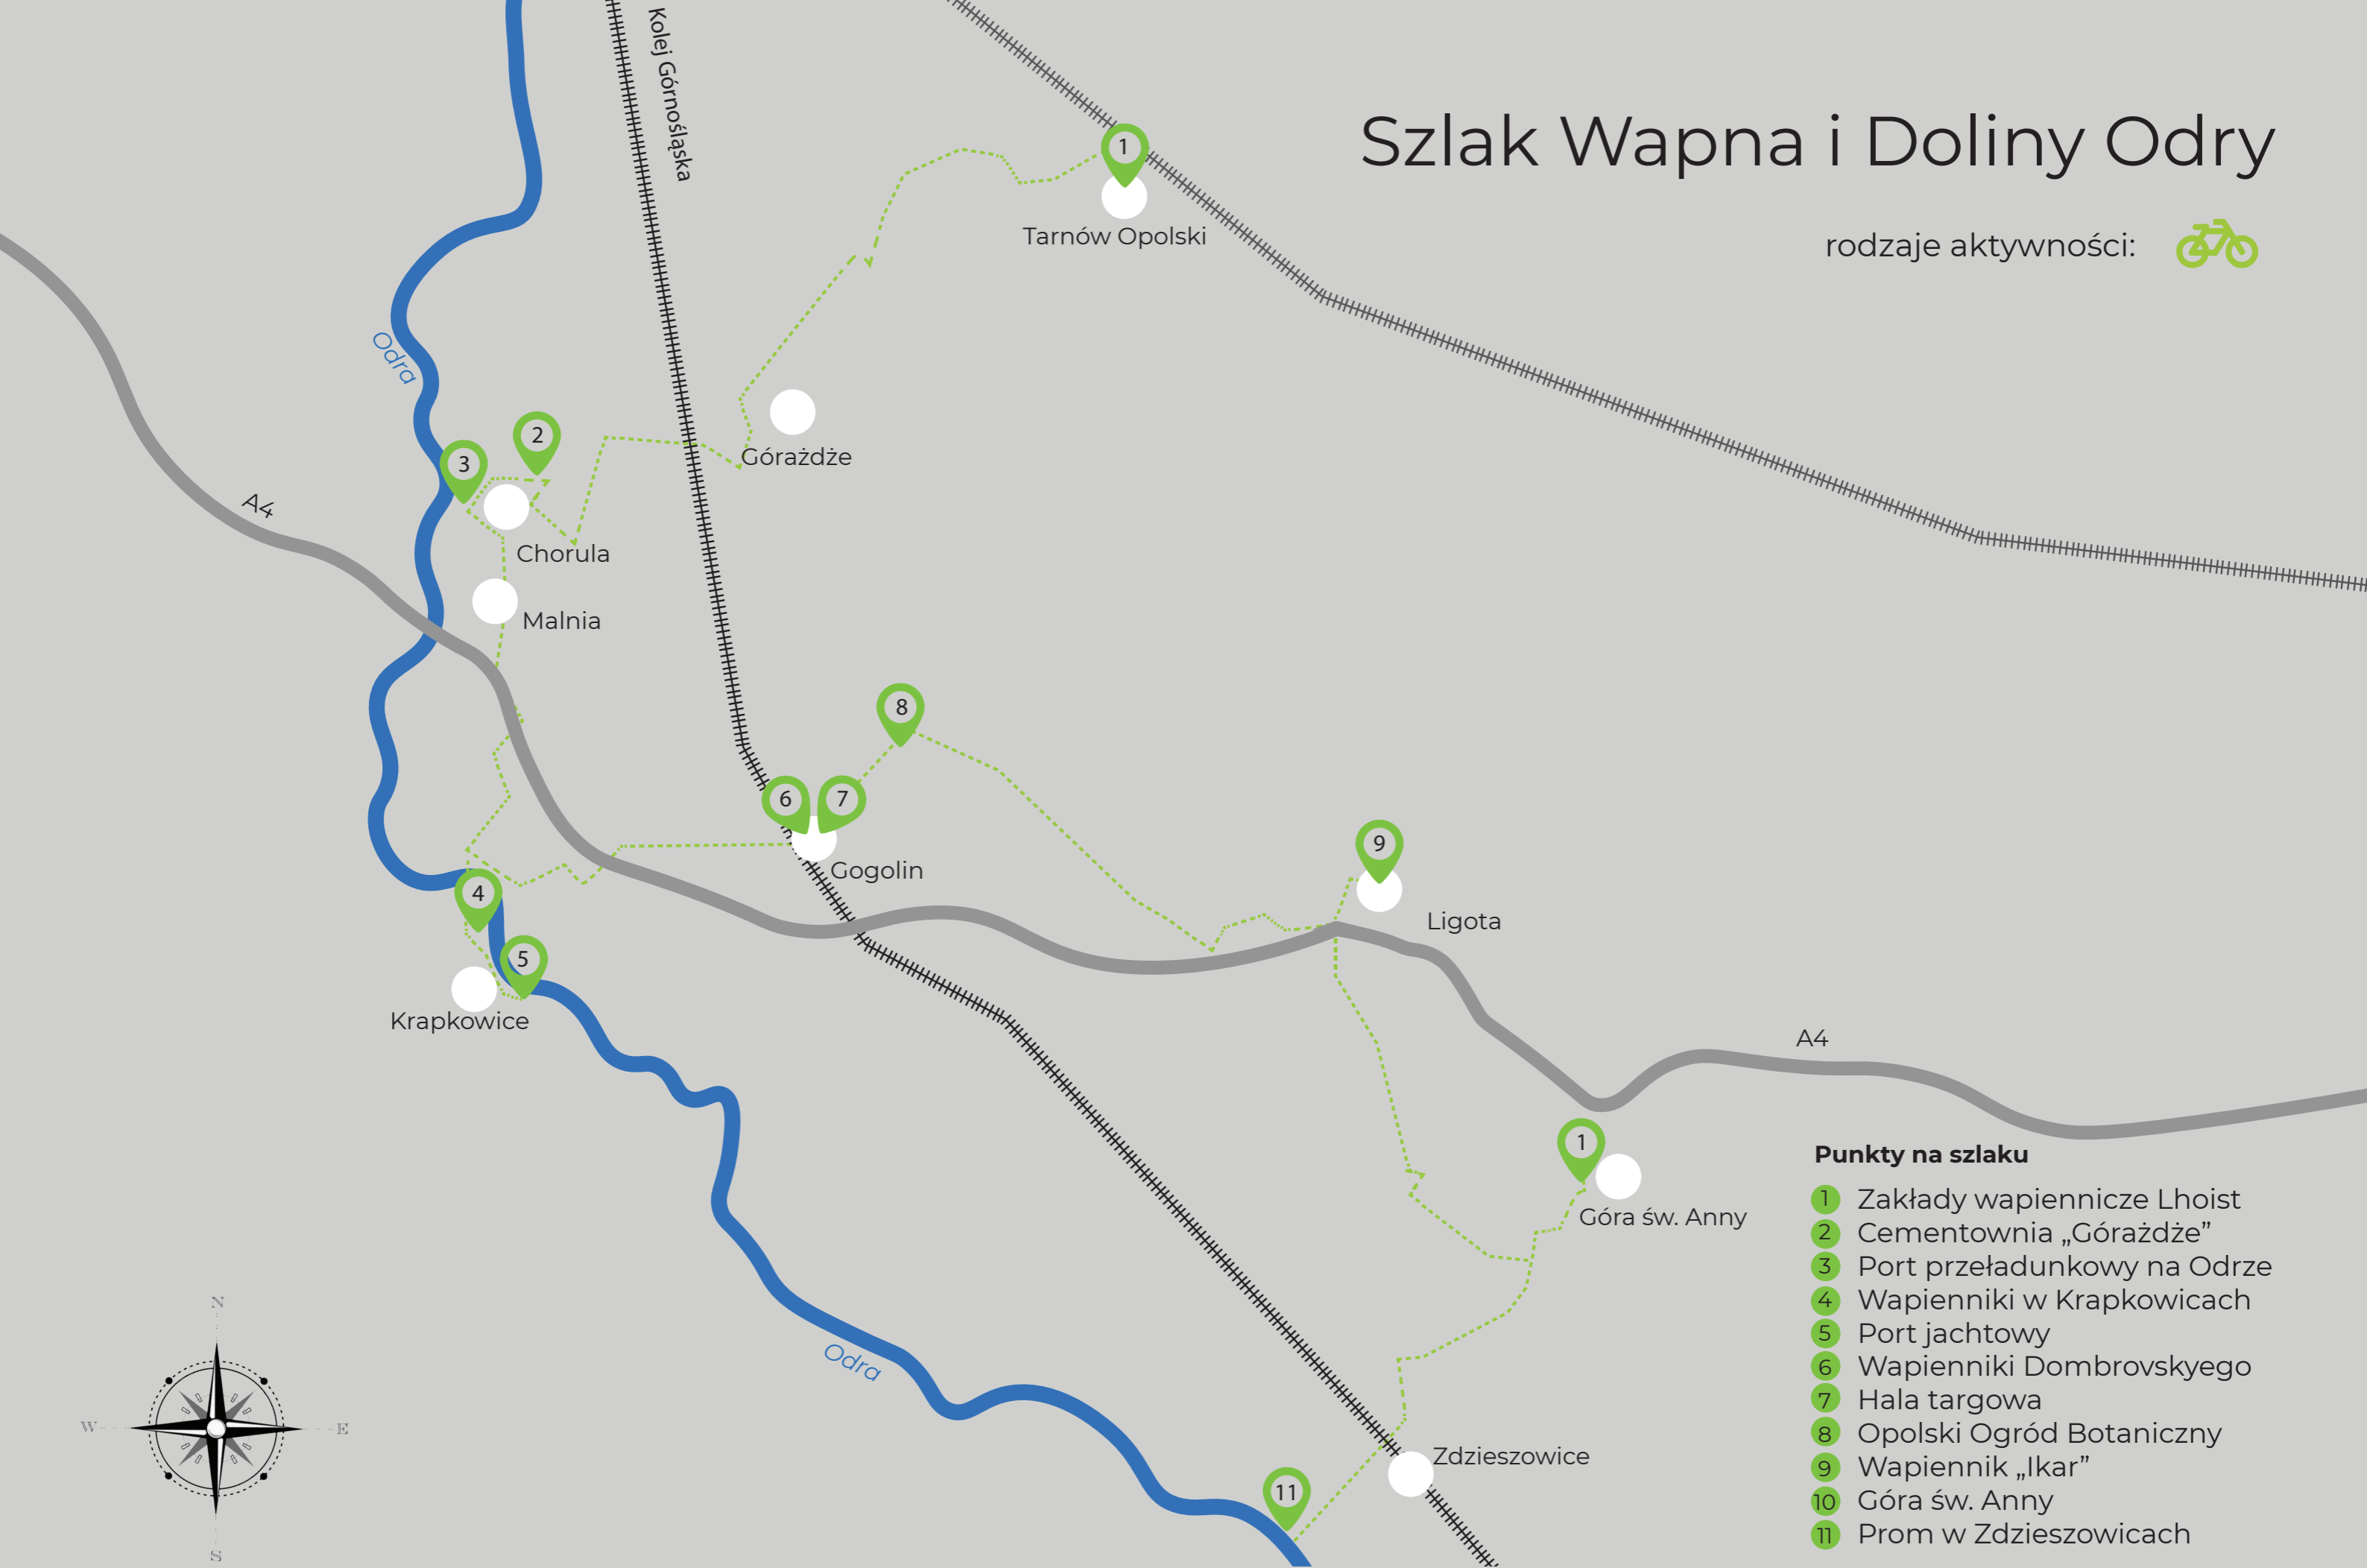 Szlak Wapna i Doliny Odry
rodzaje aktywności:
Kolej Górnośląska
1
Tarnów Opolski
Odra
Górażdże
2
3
A4
Chorula
Malnia
8
6
7
Gogolin
9
Ligota
4
5
Krapkowice
A4
1
Góra św. Anny
Odra
Zdzieszowice
11
N
W
E
S
Punkty na szlaku
1 Zakłady wapiennicze Lhoist
2 Cementownia „Górażdże”
3 Port przeładunkowy na Odrze
4 Wapienniki w Krapkowicach
5 Port jachtowy
6 Wapienniki Dombrovskyego
7 Hala targowa
8 Opolski Ogród Botaniczny
9 Wapiennik „Ikar”
10 Góra św. Anny
11 Prom w Zdzieszowicach